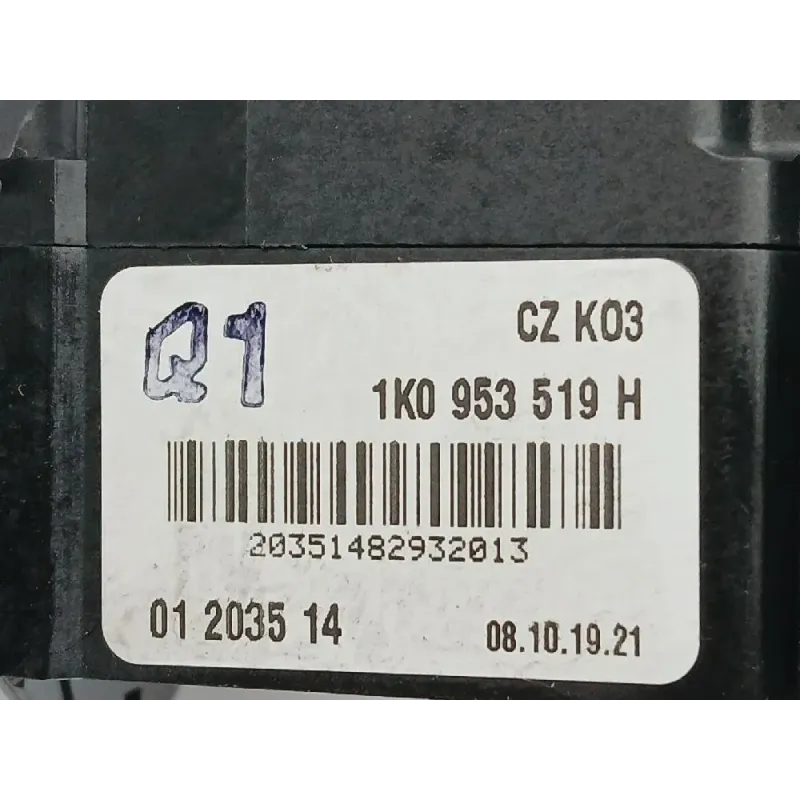 Q1
CZ K03
1K0 953 519 H
20351482932013
01 2035 14
08.10.19.21